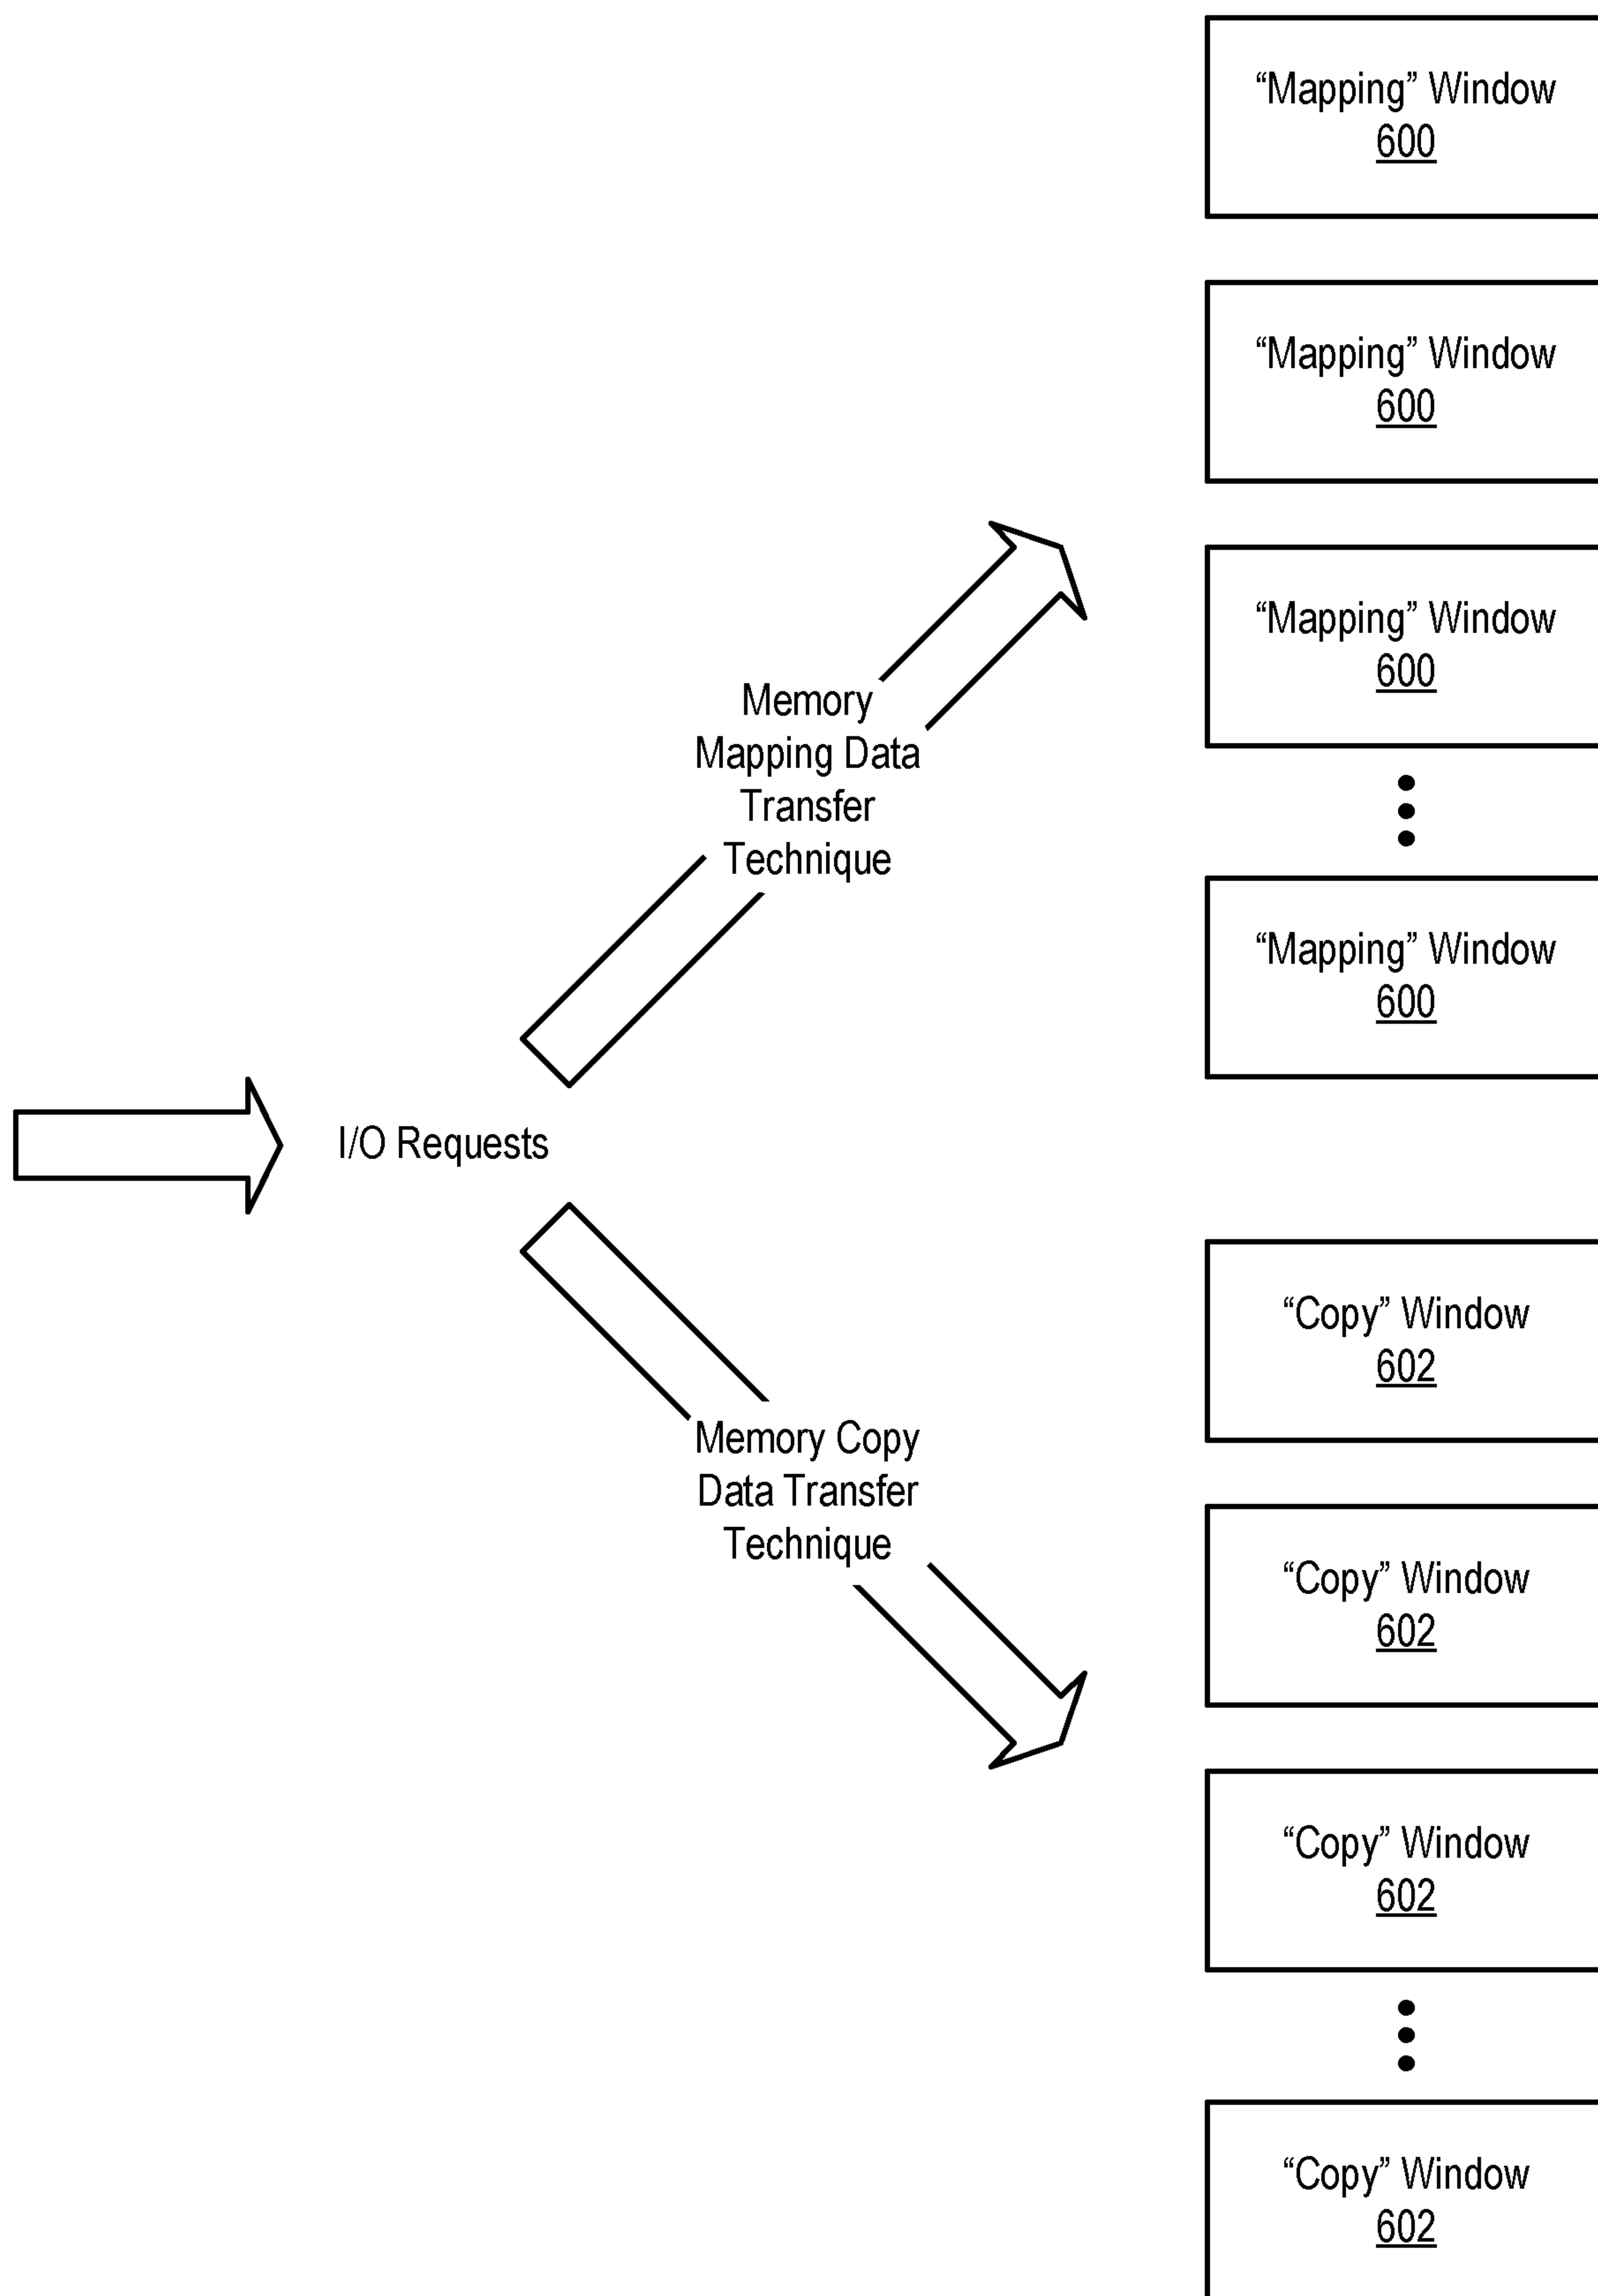 “Mapping” Window
600
“Mapping” Window
600
“Mapping” Window
600
Memory
Mapping Data
Transfer
Technique
“Mapping” Window
600
I/O Requests
“Copy” Window
602
Memory Copy
Data Transfer
Technique
“Copy” Window
602
“Copy” Window
602
“Copy” Window
602